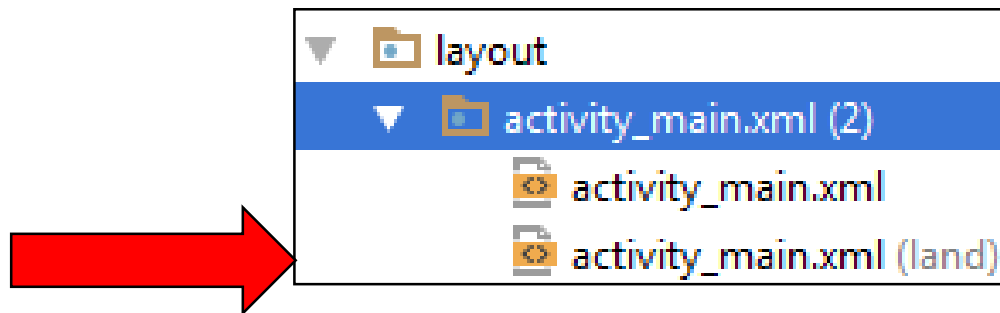 layout
activity_main.xml (2)
activity_main.xml
activity_main.xml (land)